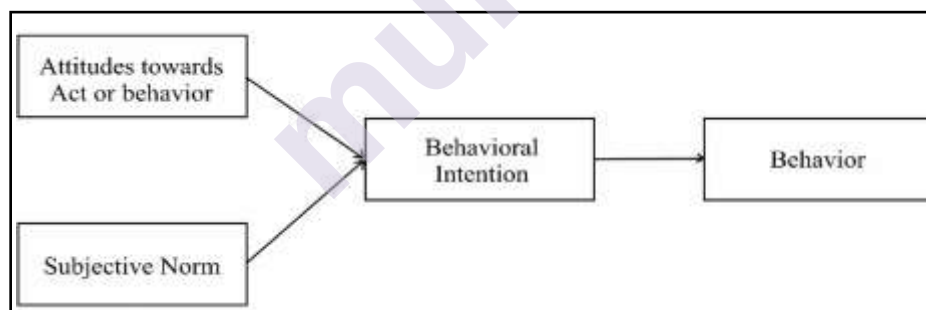 Attitudes towards
Act or behavior
Behavioral
Intention
Behavior
Subjective Norm